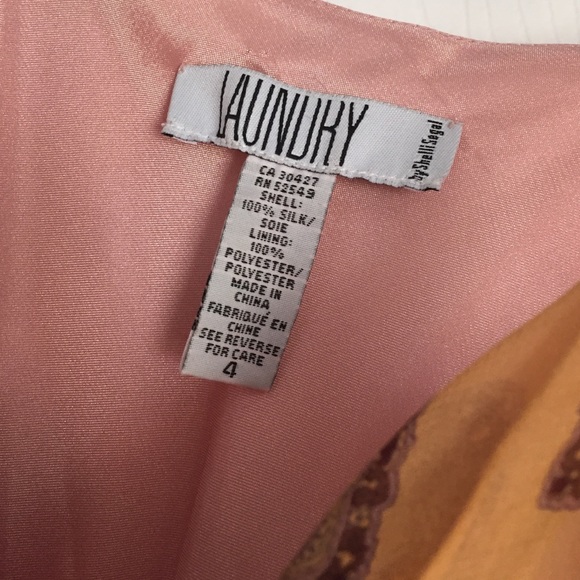 LAUNDRY
by Shelli Segal
CA 30427
RN 52549
SHELL:
100% SILK/
SOIE
LINING:
100%
POLYESTER/
POLYESTER
MADE IN
CHINA
FABRIQUÉ EN
CHINE
SEE REVERSE
FOR CARE
4